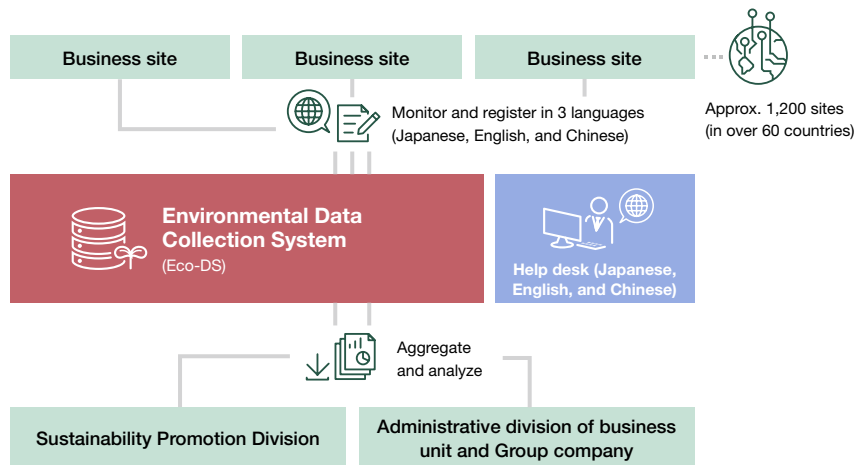 Business site
Business site
Business site
Monitor and register in 3 languages
(Japanese, English, and Chinese)
Approx. 1,200 sites
(in over 60 countries)
Environmental Data
Collection System
(Eco-DS)
Help desk (Japanese,
English, and Chinese)
Aggregate
and analyze
Sustainability Promotion Division
Administrative division of business
unit and Group company